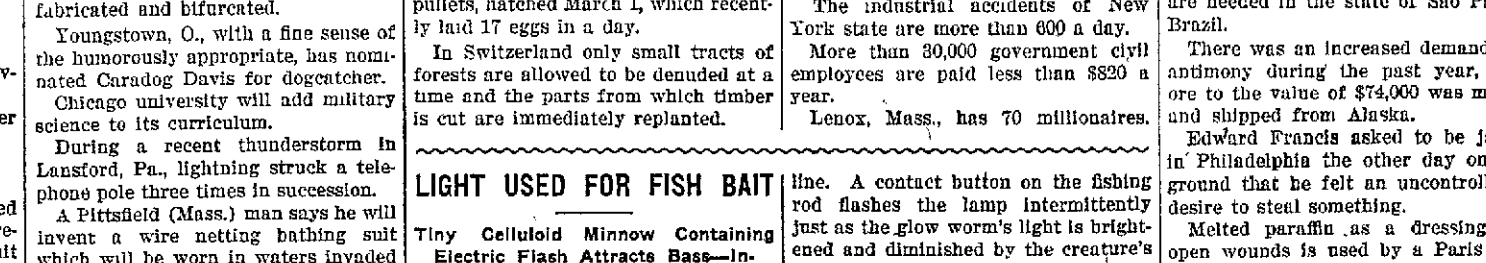 v-
er
ed
e-
uit
fabricated and bifurcated.
Youngstown, O., with a fine sense of
the humorously appropriate, has nomi-
nated Caradog Davis for dogcatcher.
Chicago university will add military
science to its curriculum.
During a recent thunderstorm in
Lansford, Pa., lightning struck a tele-
phone pole three times in succession.
A Pittsfield (Mass.) man says he will
invent a wire netting bathing suit
which will be worn in waters invaded
pullets, hatched March 1, which recent-
ly laid 17 eggs in a day.
In Switzerland only small tracts of
forests are allowed to be denuded at a
time and the parts from which timber
is cut are immediately replanted.
The industrial accidents of New
York state are more than 600 a day.
More than 30,000 government civil
employees are paid less than $820 a
year.
Lenox, Mass., has 70 millionaires.
LIGHT USED FOR FISH BAIT
Tiny Celluloid Minnow Containing
Electric Flash Attracts Bass—In-
line. A contact button on the fishing
rod flashes the lamp intermittently
just as the glow worm's light is bright-
ened and diminished by the creature's
are needed in the state of Sao P
Brazil.
There was an increased demand
antimony during the past year,
ore to the value of $74,000 was m
and shipped from Alaska.
Edward Francis asked to be j
in Philadelphia the other day on
ground that he felt an uncontroll
desire to steal something.
Melted paraffin as a dressing
open wounds is used by a Paris